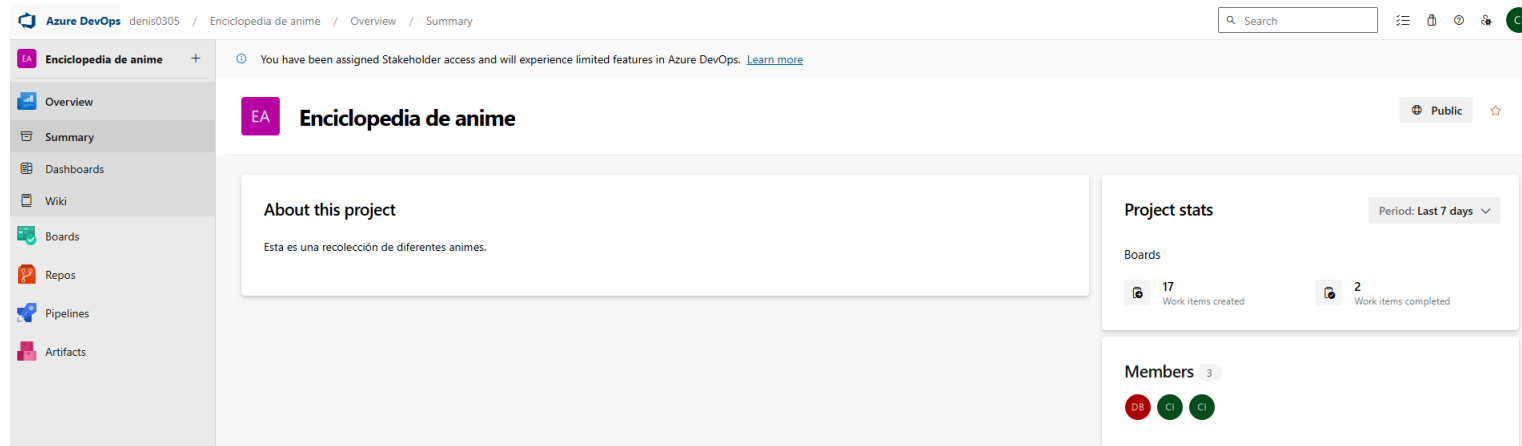 Azure DevOps denis0305 / Enciclopedia de anime / Overview / Summary
Search
C
EA Enciclopedia de anime +
You have been assigned Stakeholder access and will experience limited features in Azure DevOps. Learn more
Overview
Summary
Dashboards
Wiki
Boards
Repos
Pipelines
Artifacts
EA Enciclopedia de anime
Public
About this project
Esta es una recolección de diferentes animes.
Project stats
Period: Last 7 days
Boards
17
Work items created
2
Work items completed
Members 3
DB CI CI